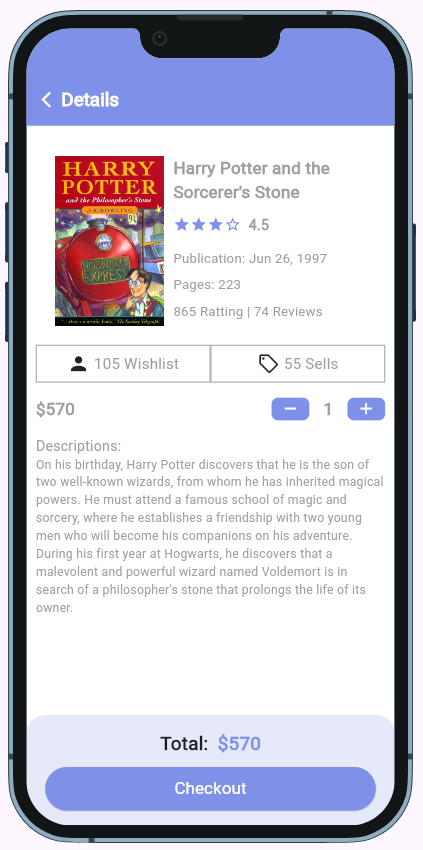 Details
HARRY
POTTER
and the Philosopher's Stone
J.K.ROWLING
HOGWARTS
EXPRESS
Harry Potter and the
Sorcerer's Stone
4.5
Publication: Jun 26, 1997
Pages: 223
865 Ratting | 74 Reviews
105 Wishlist
55 Sells
$570
1
Descriptions:
On his birthday, Harry Potter discovers that he is the son of
two well-known wizards, from whom he has inherited magical
powers. He must attend a famous school of magic and
sorcery, where he establishes a friendship with two young
men who will become his companions on his adventure.
During his first year at Hogwarts, he discovers that a
malevolent and powerful wizard named Voldemort is in
search of a philosopher's stone that prolongs the life of its
owner.
Total: $570
Checkout